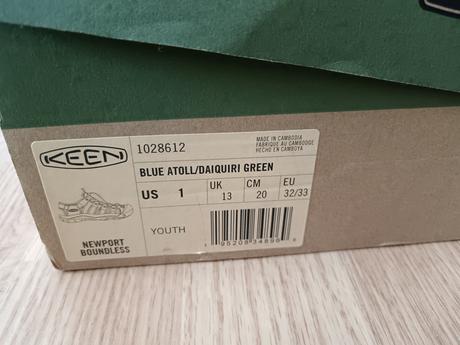 KEEN
1028612
MADE IN CAMBODIA
FABRIQUE AU CAMBODGE
HECHO EN CAMBOYA
BLUE ATOLL/DAIQUIRI GREEN
US 1
UK 13
CM 20
EU 32/33
NEWPORT
BOUNDLESS
YOUTH